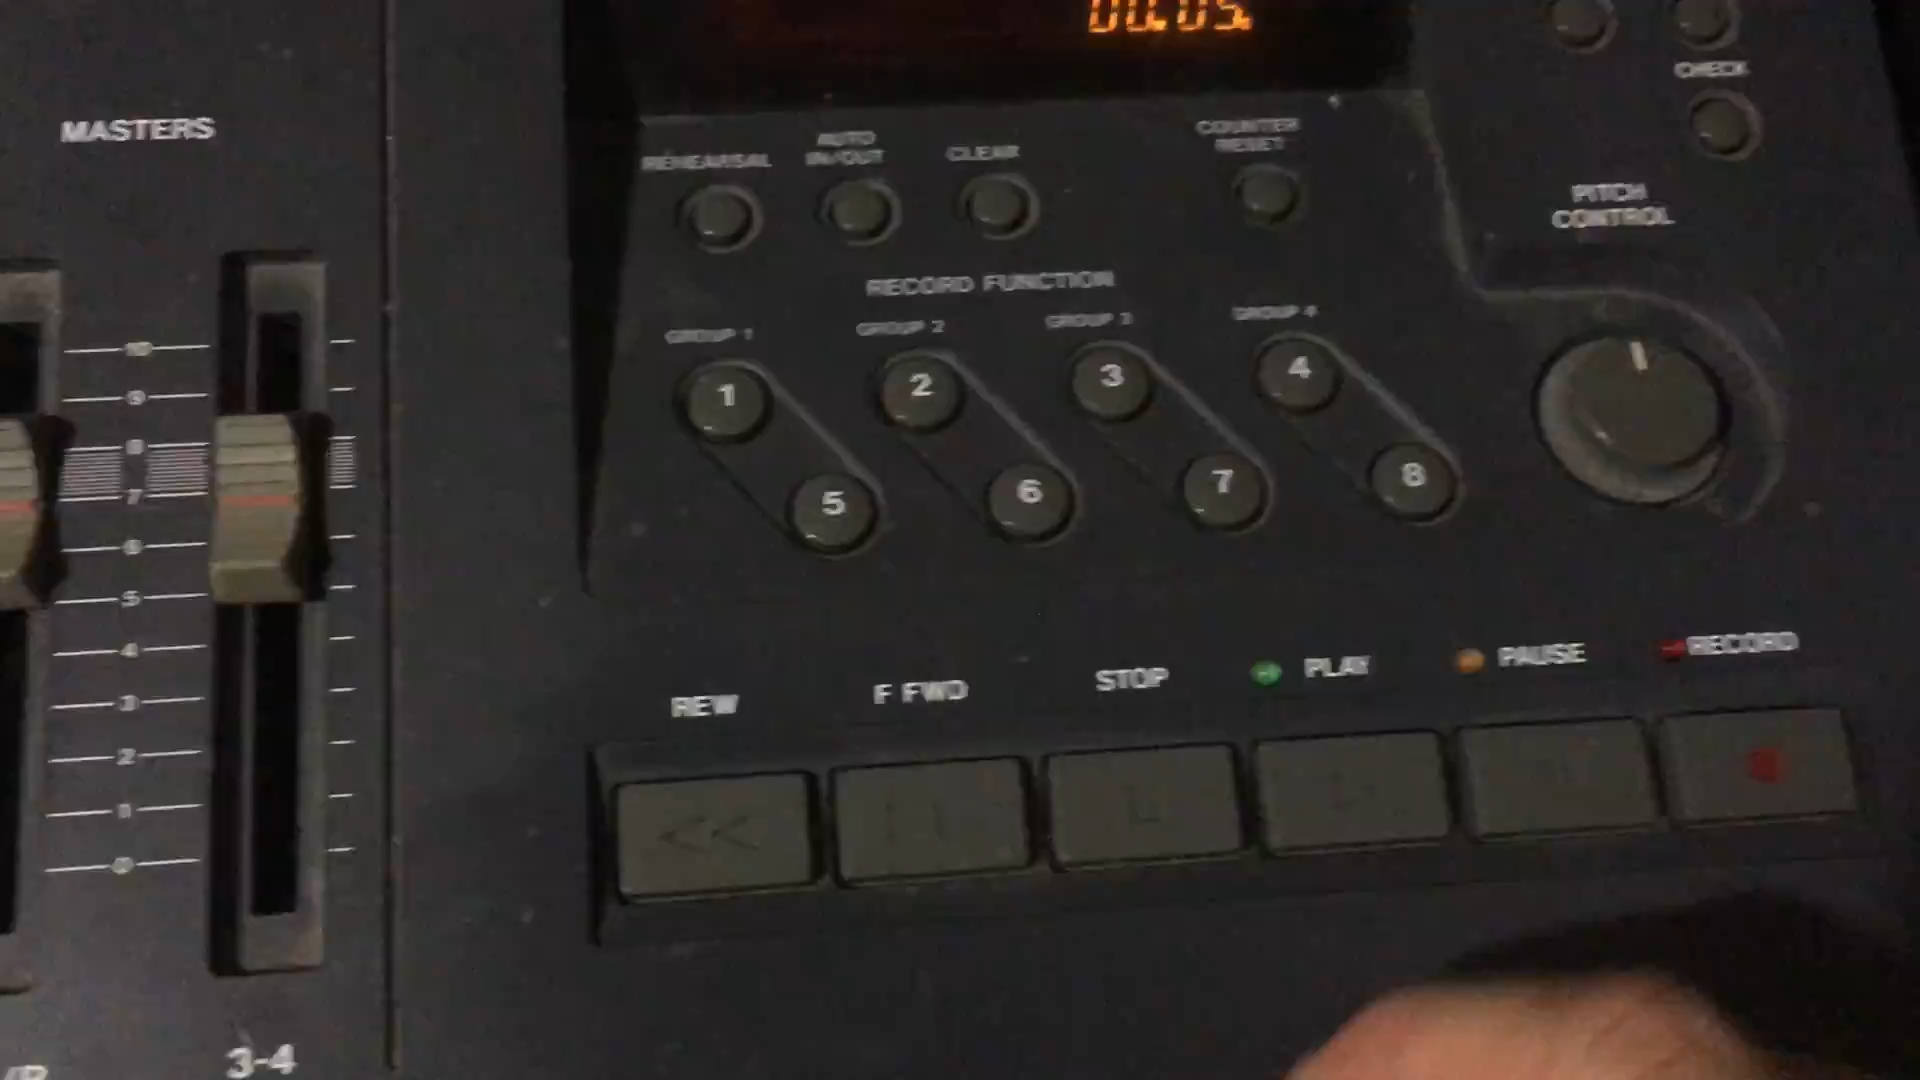 00.05.
CHECK
MASTERS
REHEARSAL
AUTO
IN/OUT
CLEAR
COUNTER
RESET
PITCH
CONTROL
RECORD FUNCTION
GROUP 1
GROUP 2
GROUP 3
GROUP 4
1
2
3
4
5
6
7
8
10
9
8
7
6
5
4
3
2
1
0
REW
F FWD
STOP
PLAY
PAUSE
RECORD
3-4